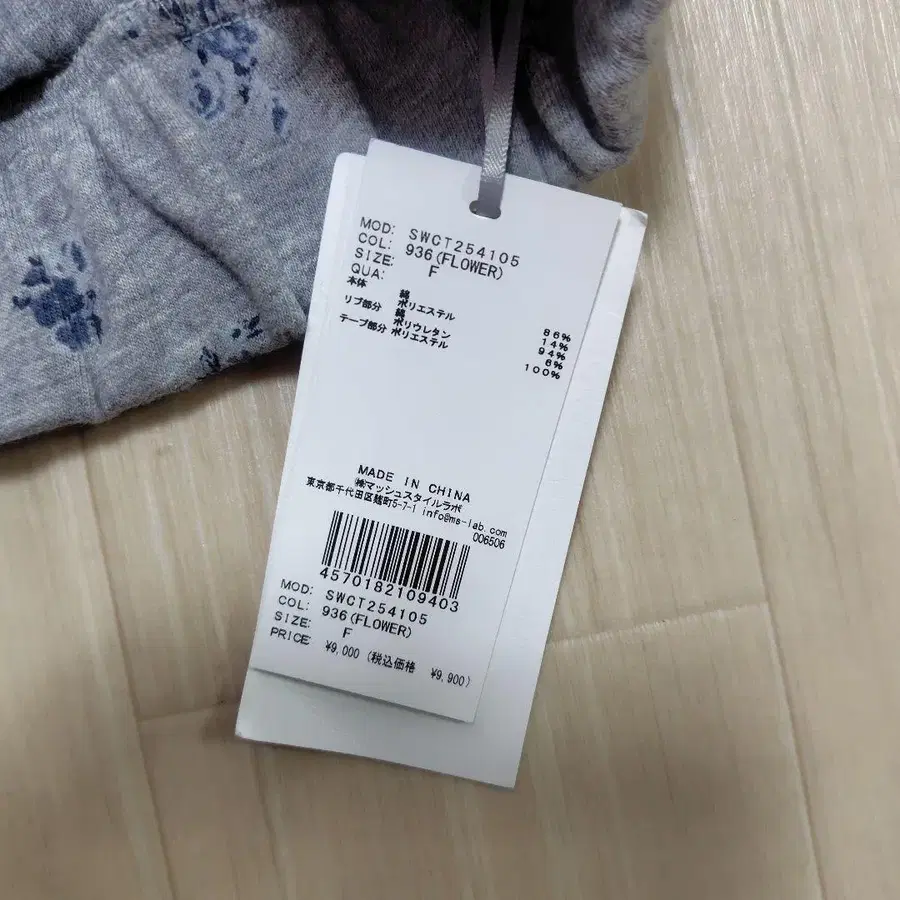 MOD: SWCT254105
COL: 936(FLOWER)
SIZE: F
QUA:
本体 綿 86%
ポリエステル 14%
リブ部分 綿 94%
ポリウレタン 6%
テープ部分 ポリエステル 100%
MADE IN CHINA
㈱マッシュスタイルラボ
東京都千代田区麹町5-7-1 info@ms-lab.com
006506
4570182109403
MOD: SWCT254105
COL: 936(FLOWER)
SIZE: F
PRICE: ¥9,000 (税込価格 ¥9,900)